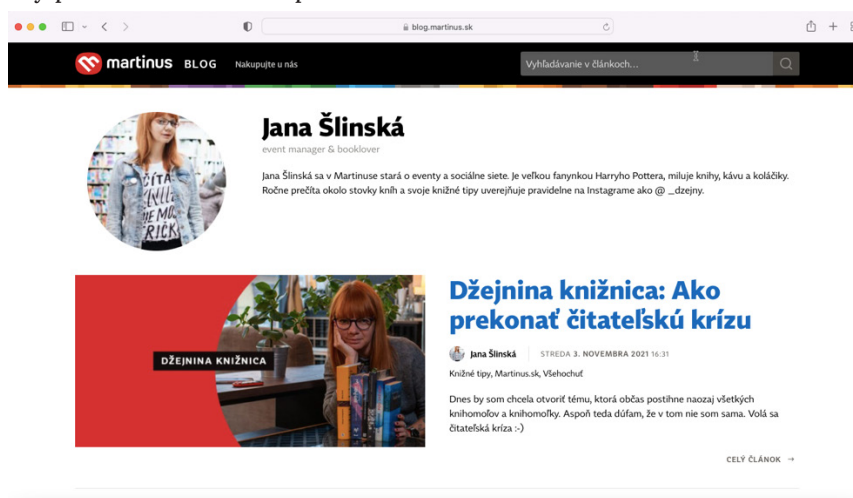 blog.martinus.sk
martinus BLOG Nakupujte u nás
Vyhľadávanie v článkoch...
Jana Šlinská
event manager & booklover
Jana Šlinská sa v Martinuse stará o eventy a sociálne siete. Je veľkou fanynkou Harryho Pottera, miluje knihy, kávu a koláčiky.
Ročne prečíta okolo stovky kníh a svoje knižné tipy uverejňuje pravidelne na Instagrame ako @ _dzejny.
ČÍTA
JE MO
TRIČK
DŽEJNINA KNIŽNICA
Džejnina knižnica: Ako
prekonať čitateľskú krízu
Jana Šlinská STREDA 3. NOVEMBRA 2021 16:31
Knižné tipy, Martinus.sk, Všehochuť
Dnes by som chcela otvoriť tému, ktorá občas postihne naozaj všetkých
knihomoľov a knihomoľky. Aspoň teda dúfam, že v tom nie som sama. Volá sa
čitateľská kríza :-)
CELÝ ČLÁNOK →